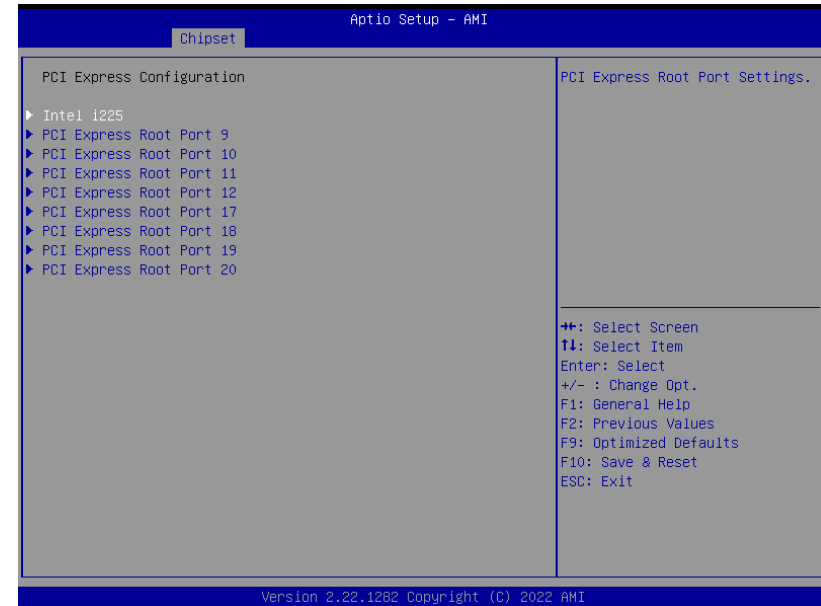 Aptio Setup - AMI
Chipset
PCI Express Configuration
Intel i225
PCI Express Root Port 9
PCI Express Root Port 10
PCI Express Root Port 11
PCI Express Root Port 12
PCI Express Root Port 17
PCI Express Root Port 18
PCI Express Root Port 19
PCI Express Root Port 20
PCI Express Root Port Settings.
→←: Select Screen
↑↓: Select Item
Enter: Select
+/- : Change Opt.
F1: General Help
F2: Previous Values
F9: Optimized Defaults
F10: Save & Reset
ESC: Exit
Version 2.22.1282 Copyright (C) 2022 AMI